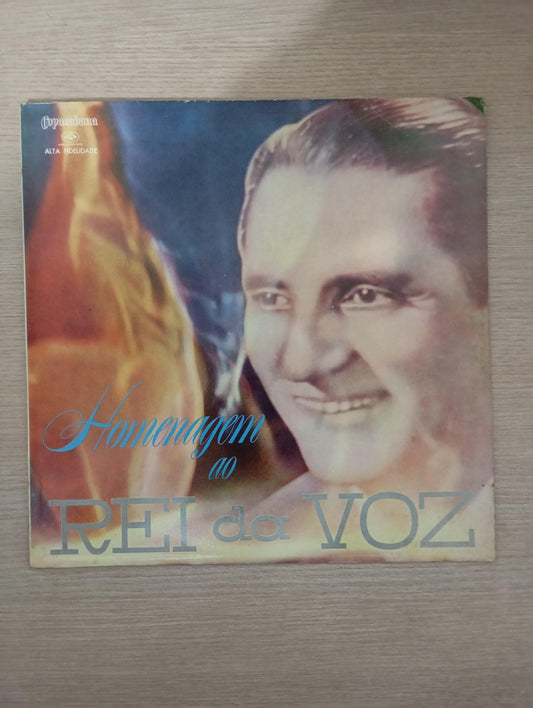 Copacabana
ALTA FIDELIDADE
Homenagem
ao
REI da VOZ